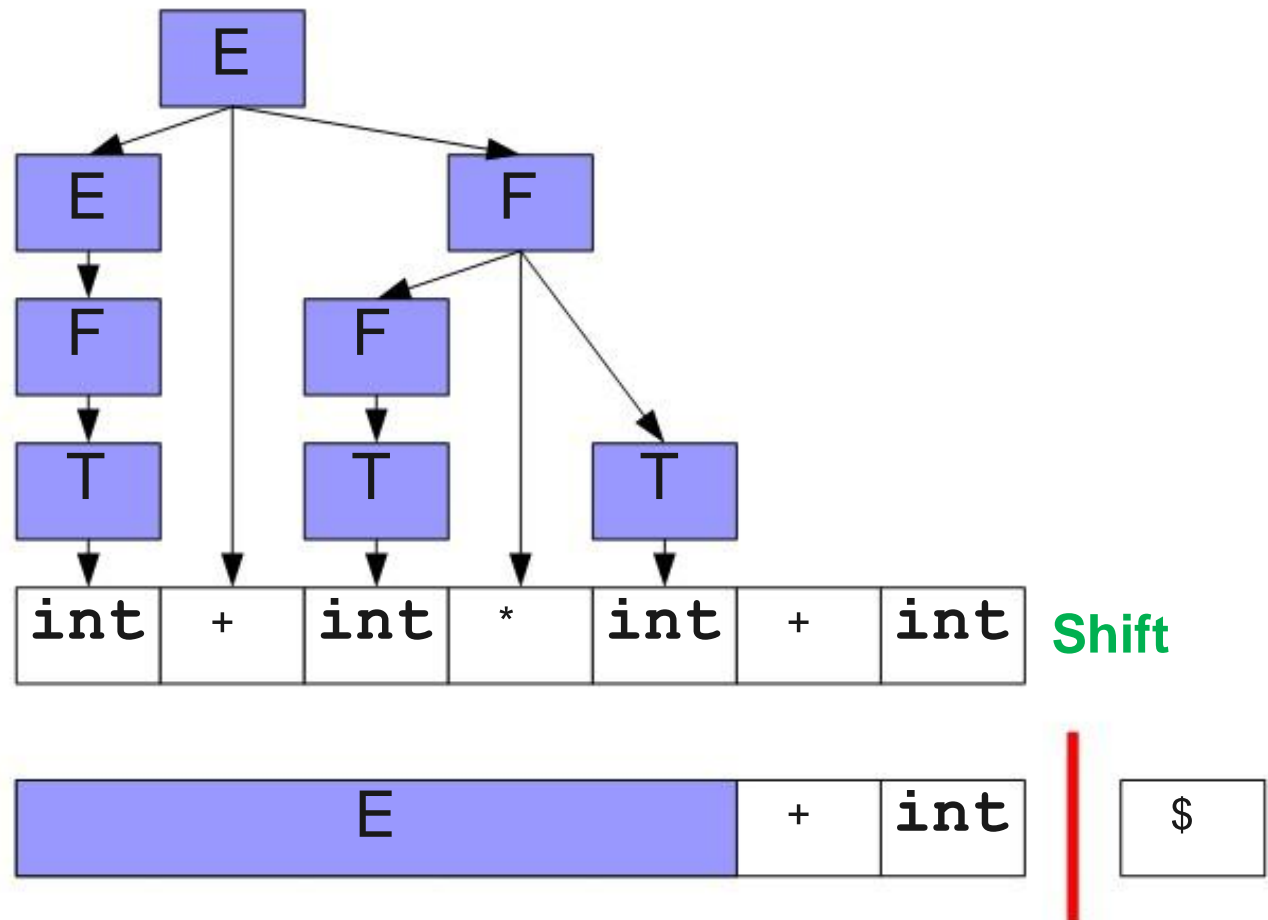 E
E F
F F
T T T
int + int * int + int Shift
E + int $